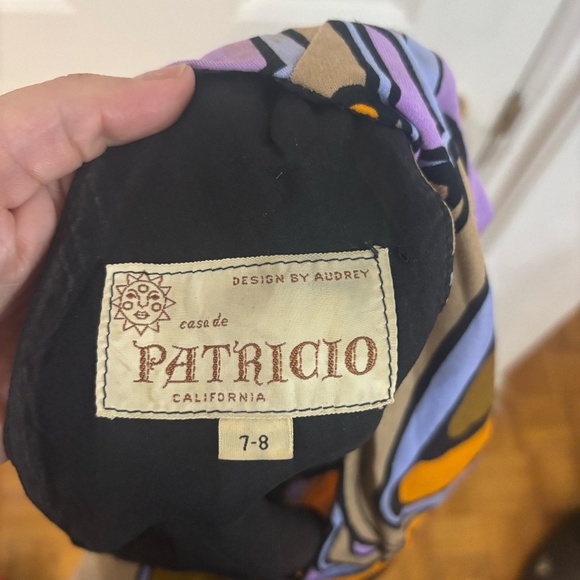 DESIGN BY AUDREY
casa de
PATRICIO
CALIFORNIA
7-8